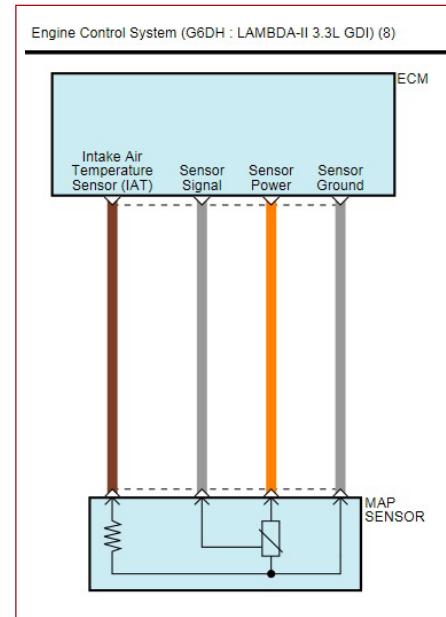 Engine Control System (G6DH : LAMBDA-II 3.3L GDI) (8)
ECM
Intake Air
Temperature
Sensor (IAT)
Sensor
Signal
Sensor
Power
Sensor
Ground
MAP
SENSOR